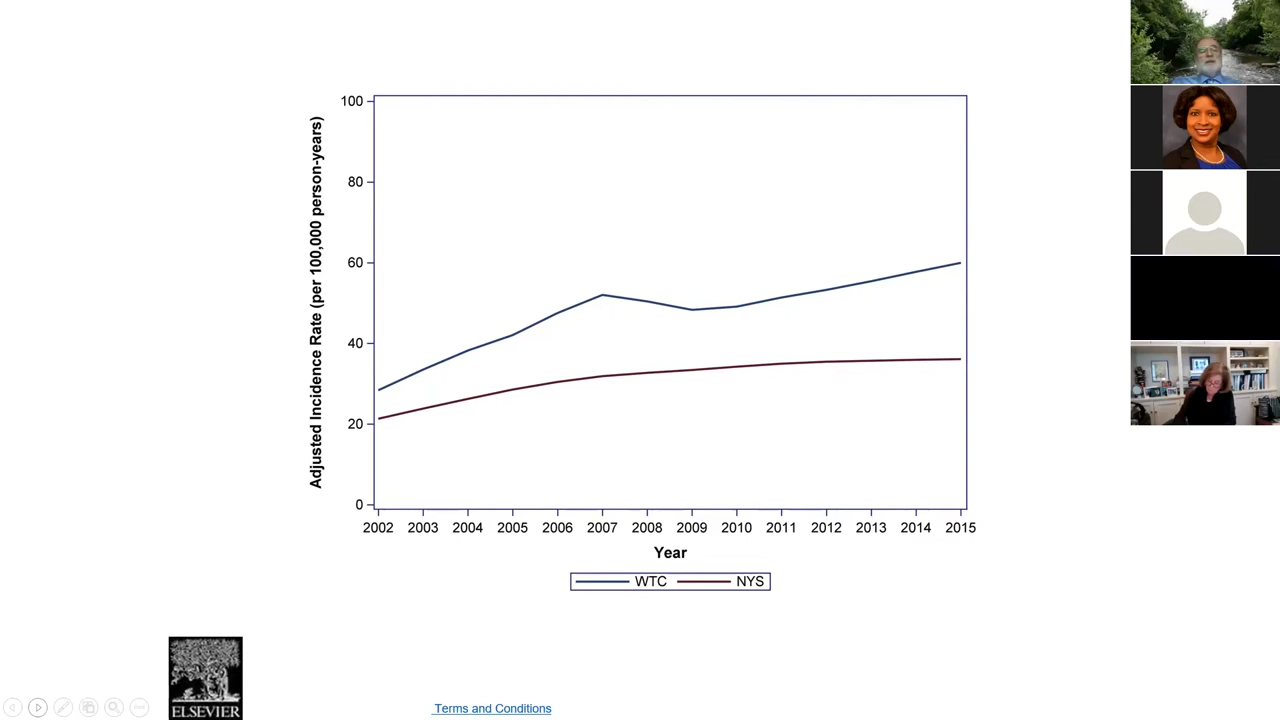 Adjusted Incidence Rate (per 100,000 person-years)
100
80
60
40
20
0
2002 2003 2004 2005 2006 2007 2008 2009 2010 2011 2012 2013 2014 2015
Year
WTC NYS
ELSEVIER
Terms and Conditions